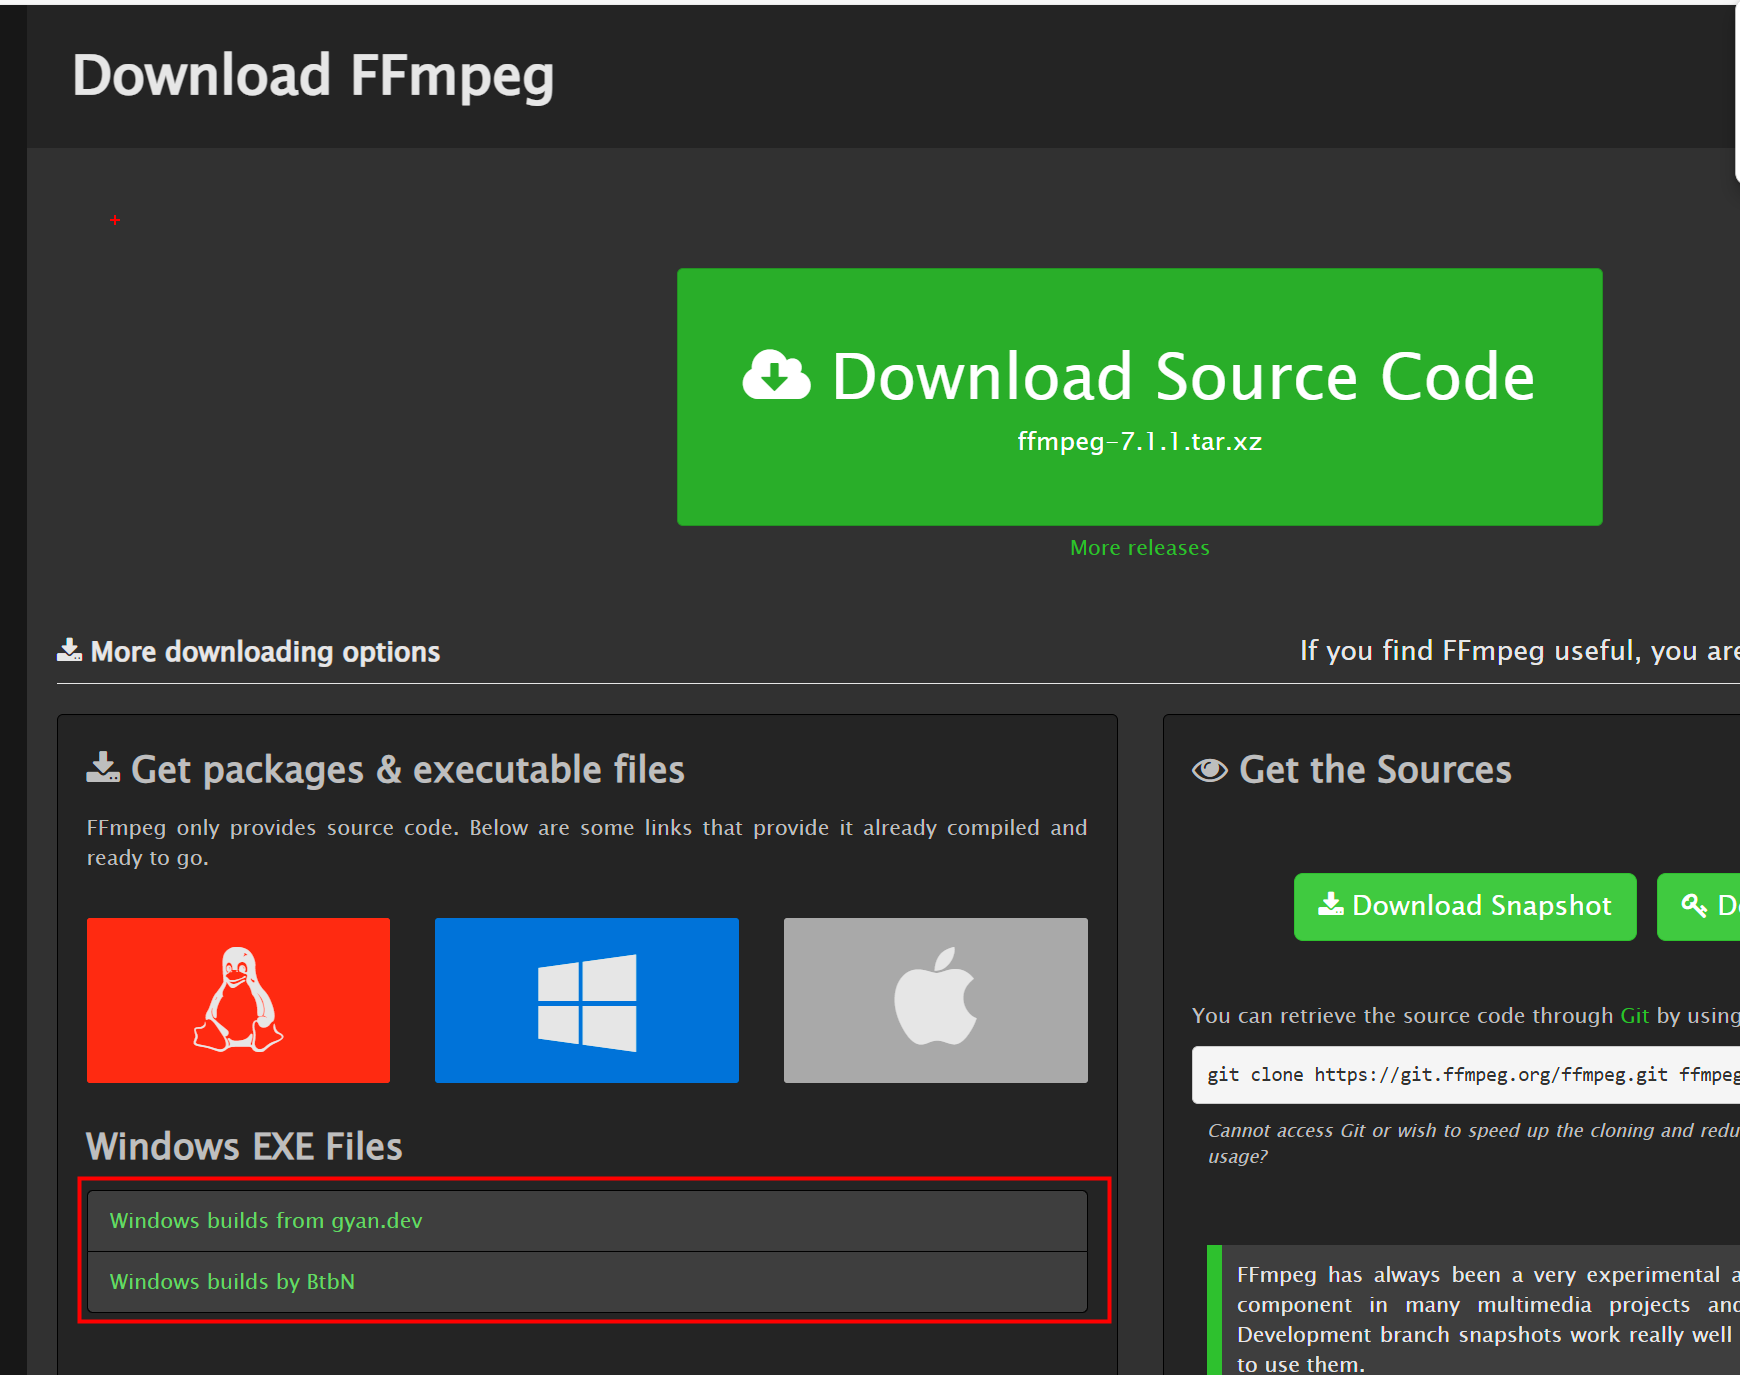 Download FFmpeg
Download Source Code
ffmpeg-7.1.1.tar.xz
More releases
More downloading options
If you find FFmpeg useful, you are
Get packages & executable files
FFmpeg only provides source code. Below are some links that provide it already compiled and
ready to go.
Windows EXE Files
Windows builds from gyan.dev
Windows builds by BtbN
Get the Sources
Download Snapshot
You can retrieve the source code through Git by using
git clone https://git.ffmpeg.org/ffmpeg.git ffmpeg
Cannot access Git or wish to speed up the cloning and redu
usage?
FFmpeg has always been a very experimental a
component in many multimedia projects and
Development branch snapshots work really well
to use them.